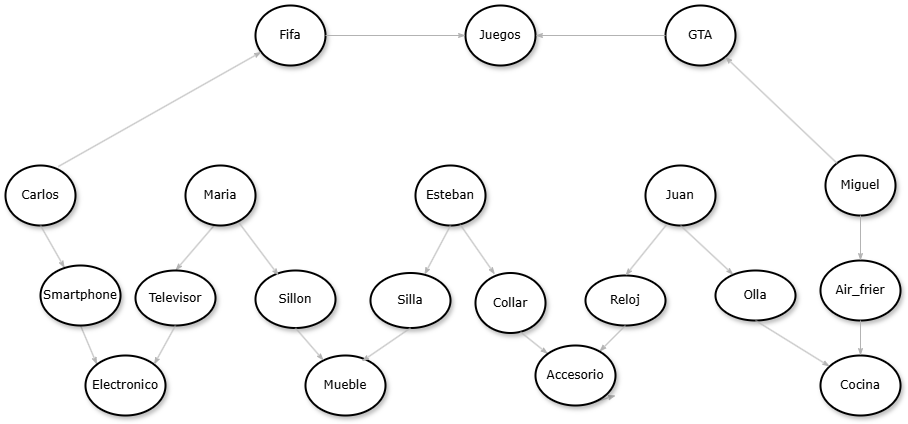 Fifa
Juegos
GTA
Carlos
Maria
Esteban
Juan
Miguel
Smartphone
Televisor
Sillon
Silla
Collar
Reloj
Olla
Air_frier
Electronico
Mueble
Accesorio
Cocina